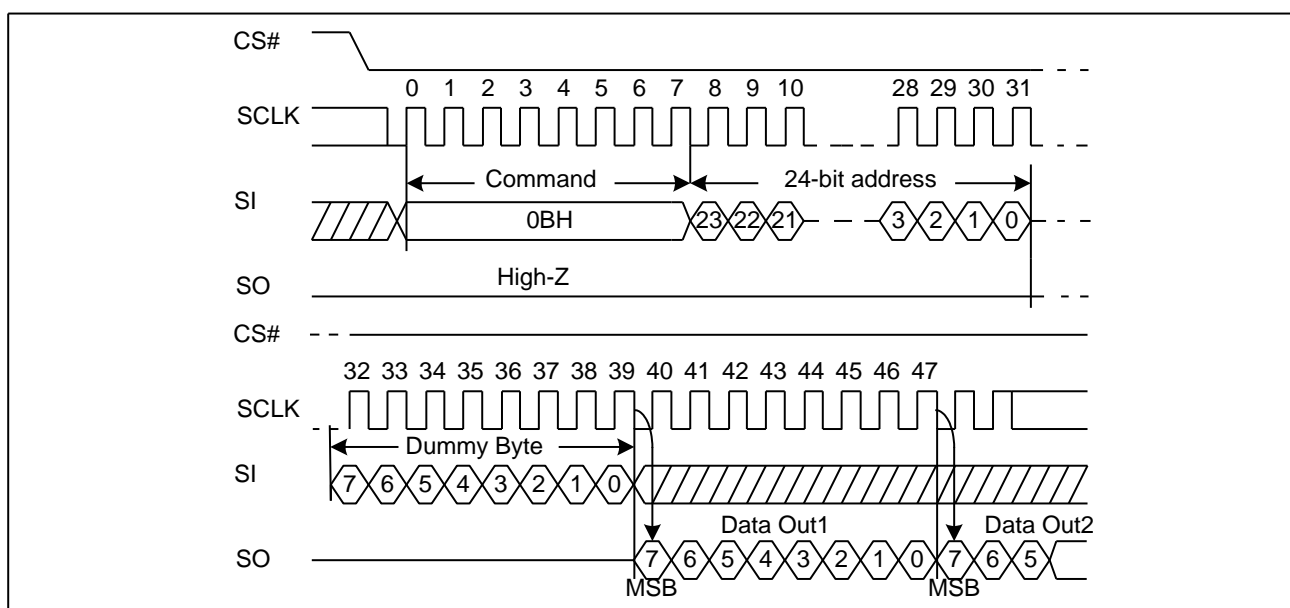 CS#
0 1 2 3 4 5 6 7 8 9 10 28 29 30 31
SCLK
Command 24-bit address
SI
0BH 23 22 21 3 2 1 0
High-Z
SO
CS#
32 33 34 35 36 37 38 39 40 41 42 43 44 45 46 47
SCLK
Dummy Byte
SI
7 6 5 4 3 2 1 0
Data Out1 Data Out2
SO
7 6 5 4 3 2 1 0 7 6 5
MSB MSB